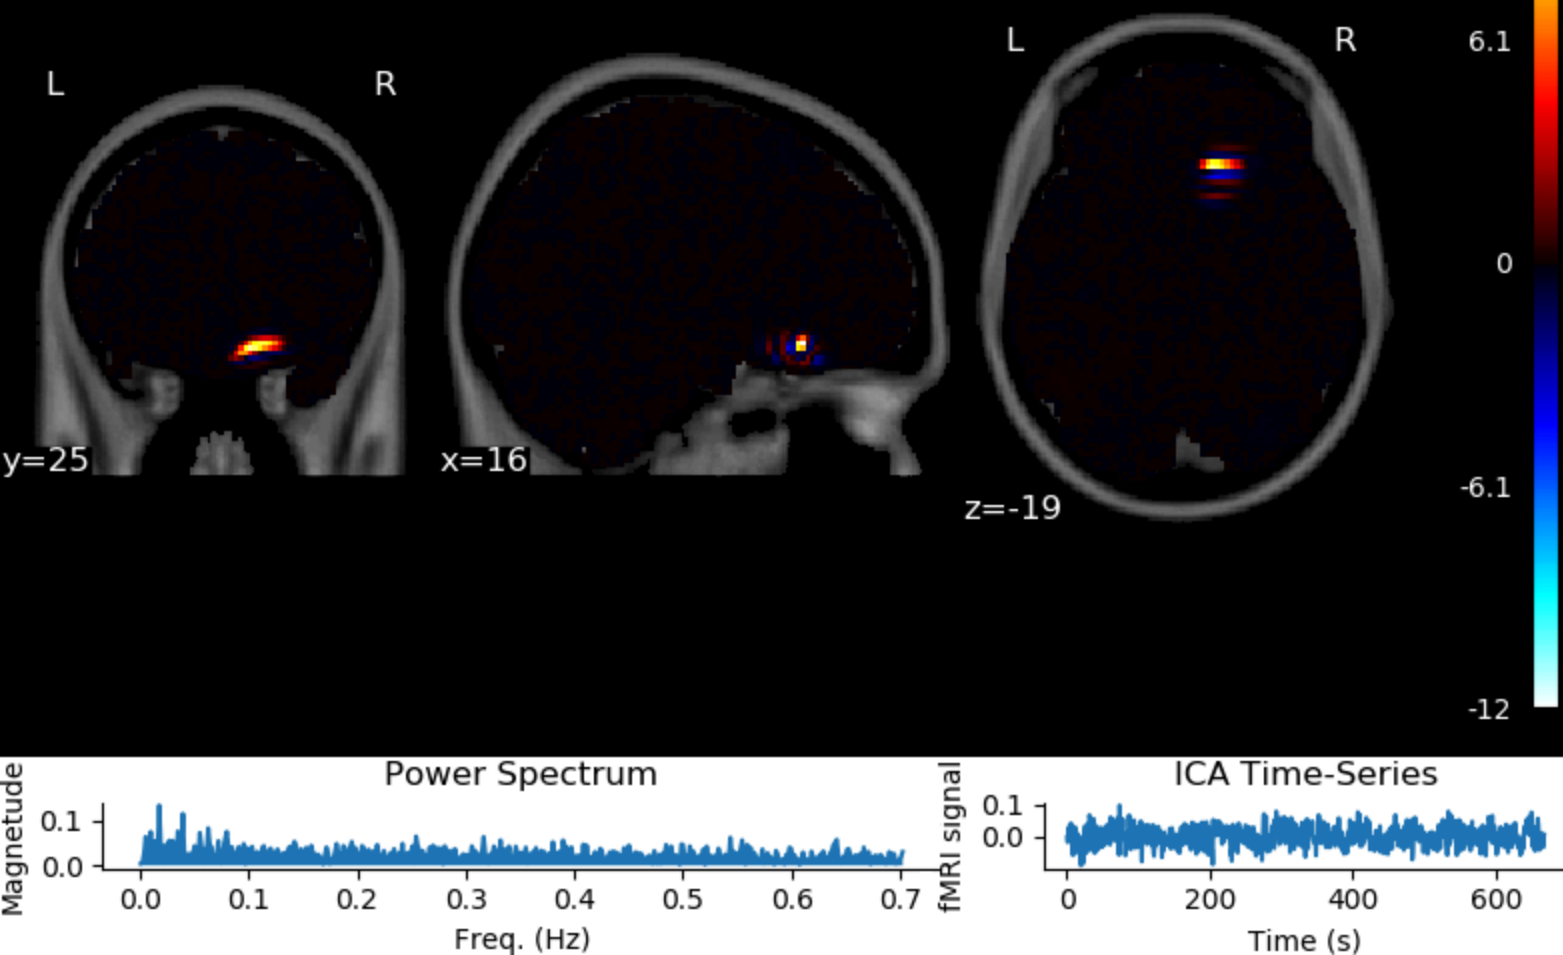 L R
y=25
x=16
L R
z=-19
6.1
0
-6.1
-12
Power Spectrum
Magnetude
0.1
0.0
0.0 0.1 0.2 0.3 0.4 0.5 0.6 0.7
Freq. (Hz)
ICA Time-Series
fMRI signal
0.1
0.0
0 200 400 600
Time (s)